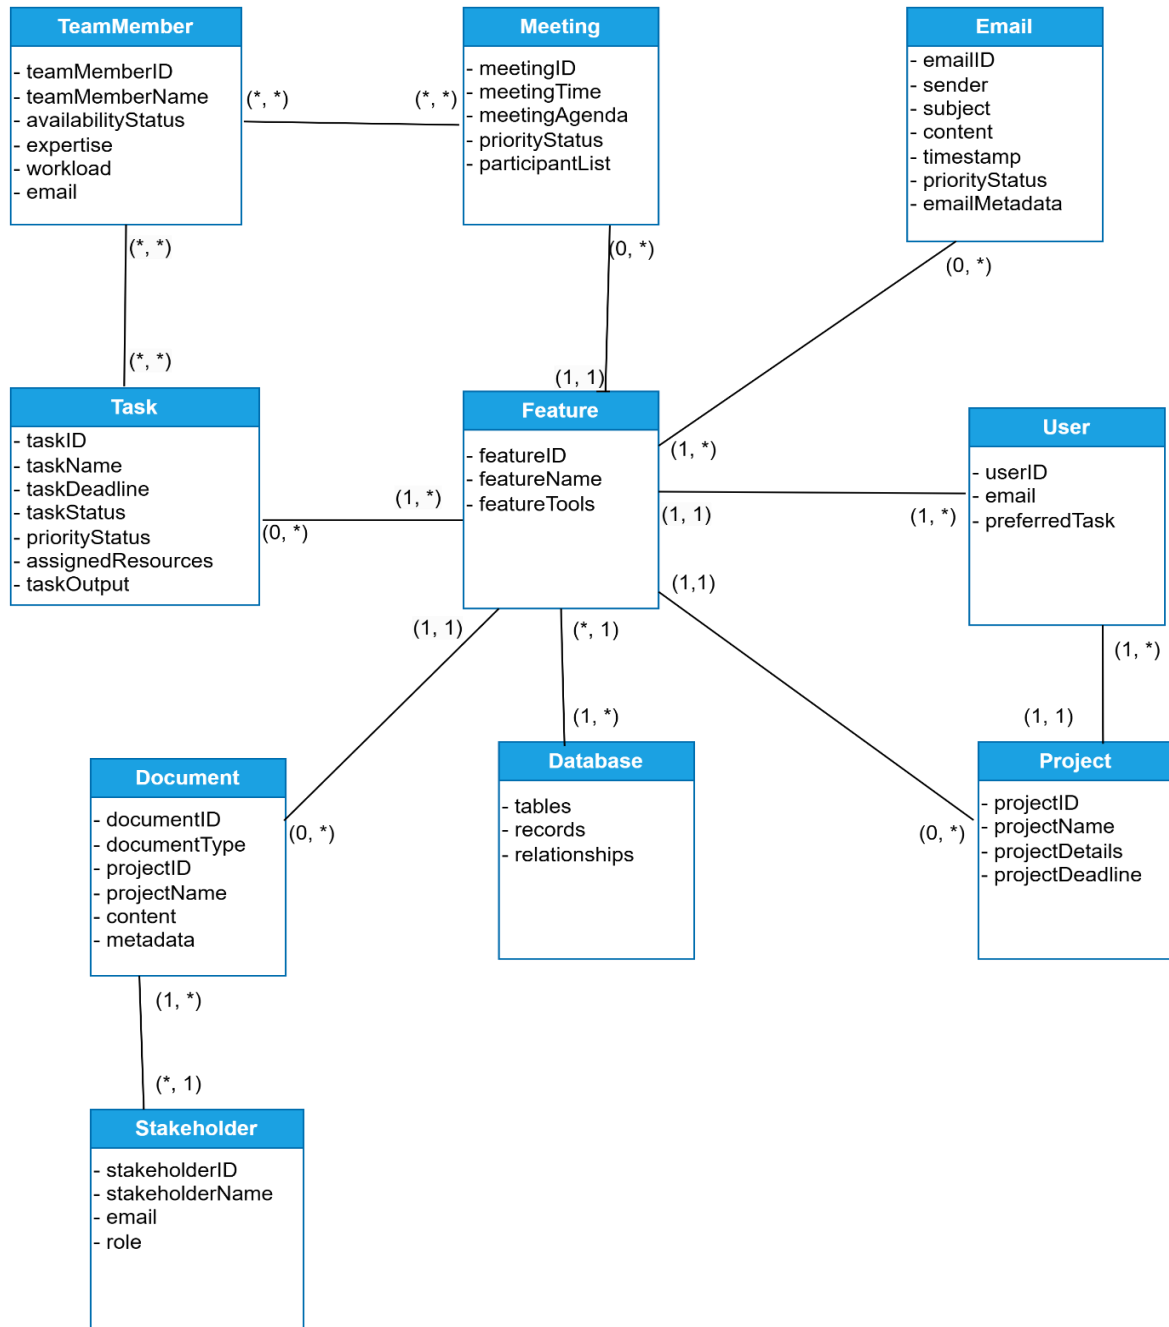 TeamMember
- teamMemberID
- teamMemberName
- availabilityStatus
- expertise
- workload
- email
(*, *)
(*, *)
Meeting
- meetingID
- meetingTime
- meetingAgenda
- priorityStatus
- participantList
Email
- emailID
- sender
- subject
- content
- timestamp
- priorityStatus
- emailMetadata
(*, *)
(0, *)
(0, *)
(*, *)
(1, 1)
Task
- taskID
- taskName
- taskDeadline
- taskStatus
- priorityStatus
- assignedResources
- taskOutput
(1, *)
(0, *)
Feature
- featureID
- featureName
- featureTools
(1, *)
(1, 1)
(1, *)
(1,1)
User
- userID
- email
- preferredTask
(1, 1)
(*, 1)
(1, *)
(1, *)
(1, 1)
Document
- documentID
- documentType
- projectID
- projectName
- content
- metadata
(0, *)
Database
- tables
- records
- relationships
(0, *)
Project
- projectID
- projectName
- projectDetails
- projectDeadline
(1, *)
(*, 1)
Stakeholder
- stakeholderID
- stakeholderName
- email
- role